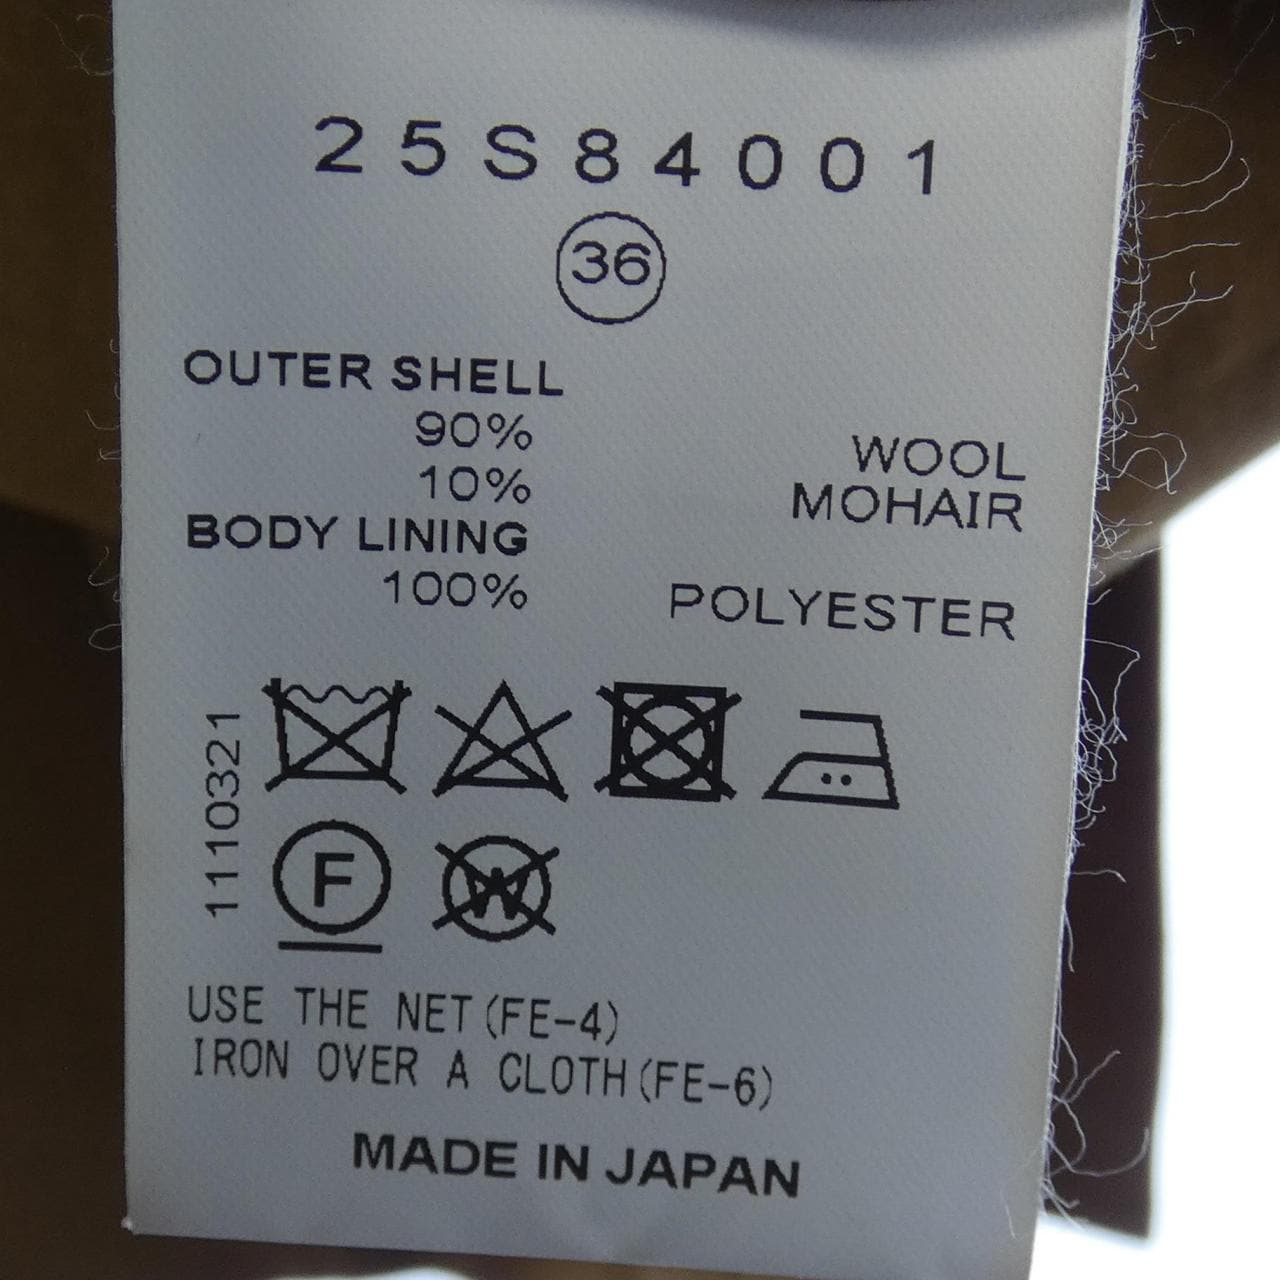 25S84001
36
OUTER SHELL
90% WOOL
10% MOHAIR
BODY LINING
100% POLYESTER
1110321
F
W
USE THE NET(FE-4)
IRON OVER A CLOTH(FE-6)
MADE IN JAPAN